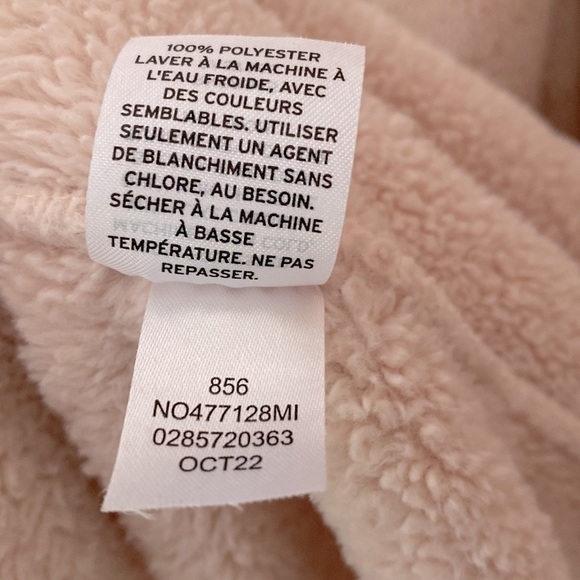 100% POLYESTER
LAVER À LA MACHINE À
L'EAU FROIDE, AVEC
DES COULEURS
SEMBLABLES. UTILISER
SEULEMENT UN AGENT
DE BLANCHIMENT SANS
CHLORE, AU BESOIN.
SÉCHER À LA MACHINE
À BASSE
TEMPÉRATURE. NE PAS
REPASSER.
856
NO477128MI
0285720363
OCT22